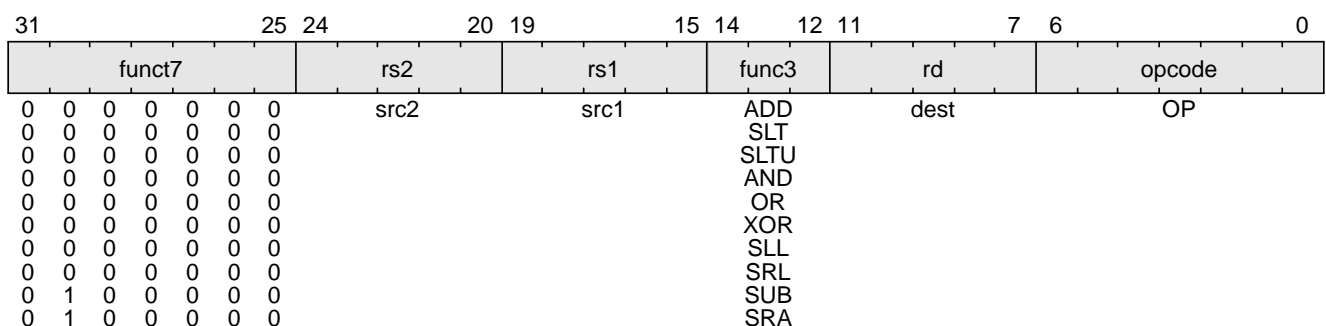 31 25 24 20 19 15 14 12 11 7 6 0
funct7 rs2 rs1 func3 rd opcode
0 0 0 0 0 0 0 src2 src1 ADD dest OP
0 0 0 0 0 0 0 SLT
0 0 0 0 0 0 0 SLTU
0 0 0 0 0 0 0 AND
0 0 0 0 0 0 0 OR
0 0 0 0 0 0 0 XOR
0 0 0 0 0 0 0 SLL
0 0 0 0 0 0 0 SRL
0 1 0 0 0 0 0 SUB
0 1 0 0 0 0 0 SRA